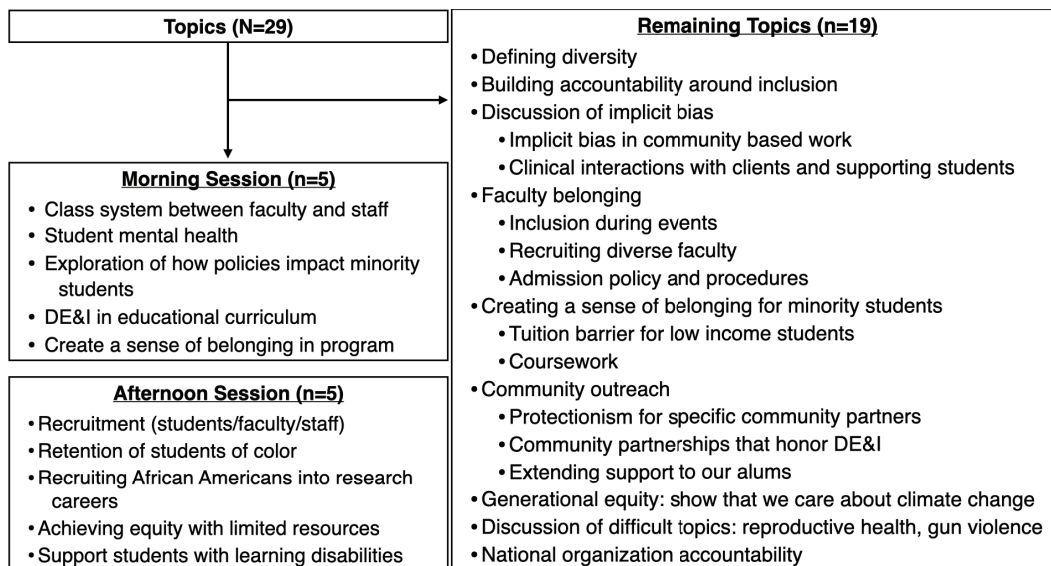 Topics (N=29)
Morning Session (n=5)
• Class system between faculty and staff
• Student mental health
• Exploration of how policies impact minority
students
• DE&I in educational curriculum
• Create a sense of belonging in program
Afternoon Session (n=5)
• Recruitment (students/faculty/staff)
• Retention of students of color
• Recruiting African Americans into research
careers
• Achieving equity with limited resources
• Support students with learning disabilities
Remaining Topics (n=19)
• Defining diversity
• Building accountability around inclusion
• Discussion of implicit bias
• Implicit bias in community based work
• Clinical interactions with clients and supporting students
• Faculty belonging
• Inclusion during events
• Recruiting diverse faculty
• Admission policy and procedures
• Creating a sense of belonging for minority students
• Tuition barrier for low income students
• Coursework
• Community outreach
• Protectionism for specific community partners
• Community partnerships that honor DE&I
• Extending support to our alums
• Generational equity: show that we care about climate change
• Discussion of difficult topics: reproductive health, gun violence
• National organization accountability